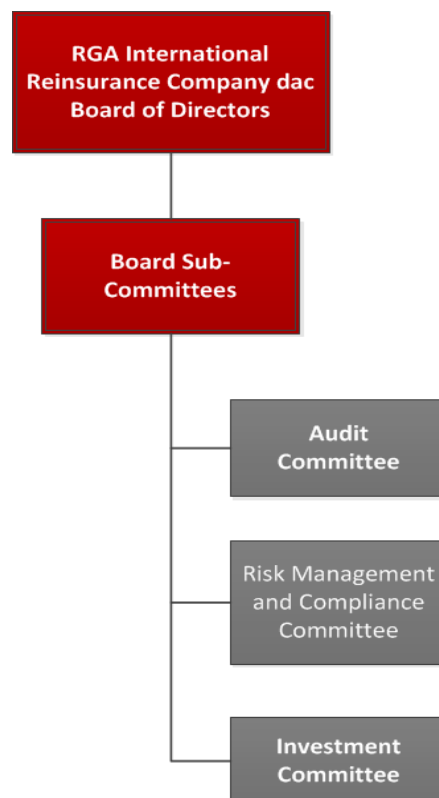 RGA International
Reinsurance Company dac
Board of Directors
Board Sub-
Committees
Audit
Committee
Risk Management
and Compliance
Committee
Investment
Committee